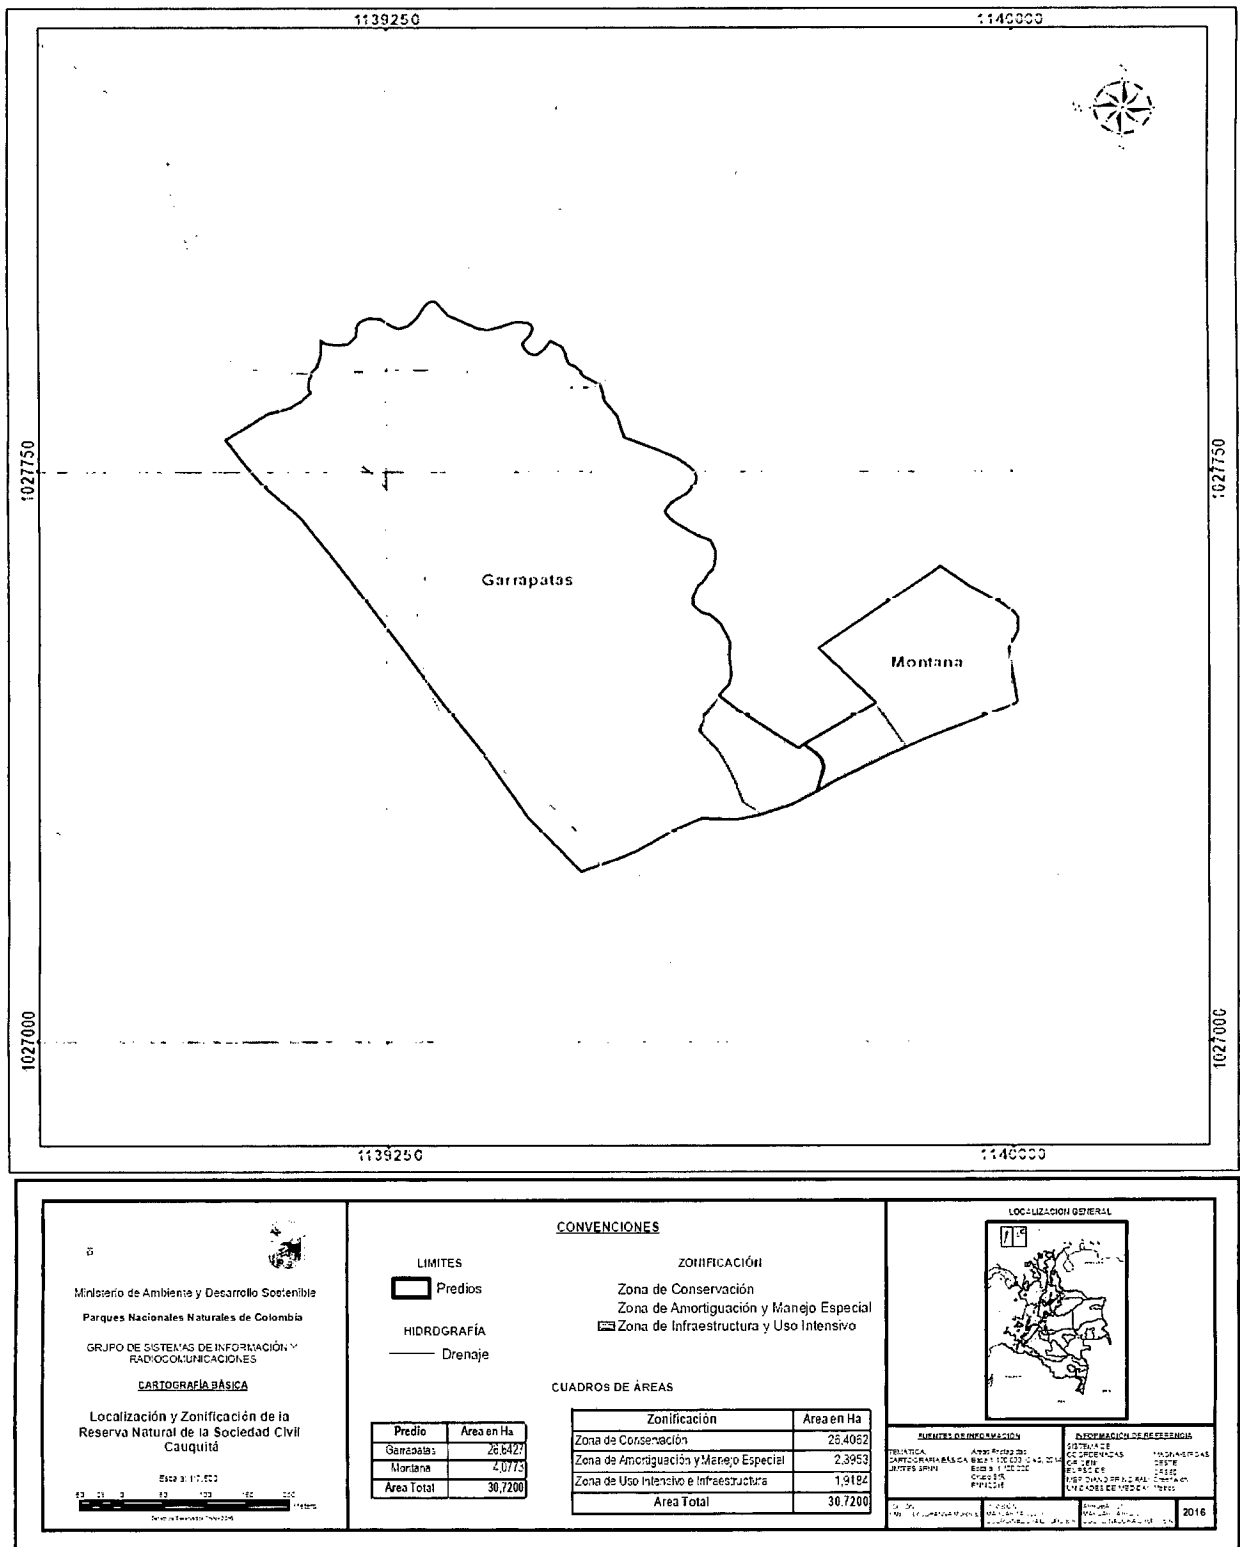 1139250 1140000
1027750 1027750
Garrapatas
Montana
1027000 1027000
1139250 1140000
Ministerio de Ambiente y Desarrollo Sostenible
Parques Nacionales Naturales de Colombia
GRUPO DE SISTEMAS DE INFORMACIÓN Y
RADIOCOMUNICACIONES
CARTOGRAFÍA BÁSICA
Localización y Zonificación de la
Reserva Natural de la Sociedad Civil
Cauquitá
CONVENCIONES
LIMITES
Predios
HIDROGRAFÍA
Drenaje
ZONIFICACIÓN
Zona de Conservación
Zona de Amortiguación y Manejo Especial
Zona de Infraestructura y Uso Intensivo
CUADROS DE ÁREAS
Predio Area en Ha
Garrapatas 26,6427
Montana 4,0773
Area Total 30,7200
Zonificación Area en Ha
Zona de Conservación 26,4062
Zona de Amortiguación y Manejo Especial 2,3953
Zona de Uso Intensivo e Infraestructura 1,9184
Area Total 30.7200
LOCALIZACION GENERAL
FUENTES DE INFORMACIÓN
INFORMACIÓN DE REFERENCIA
2016